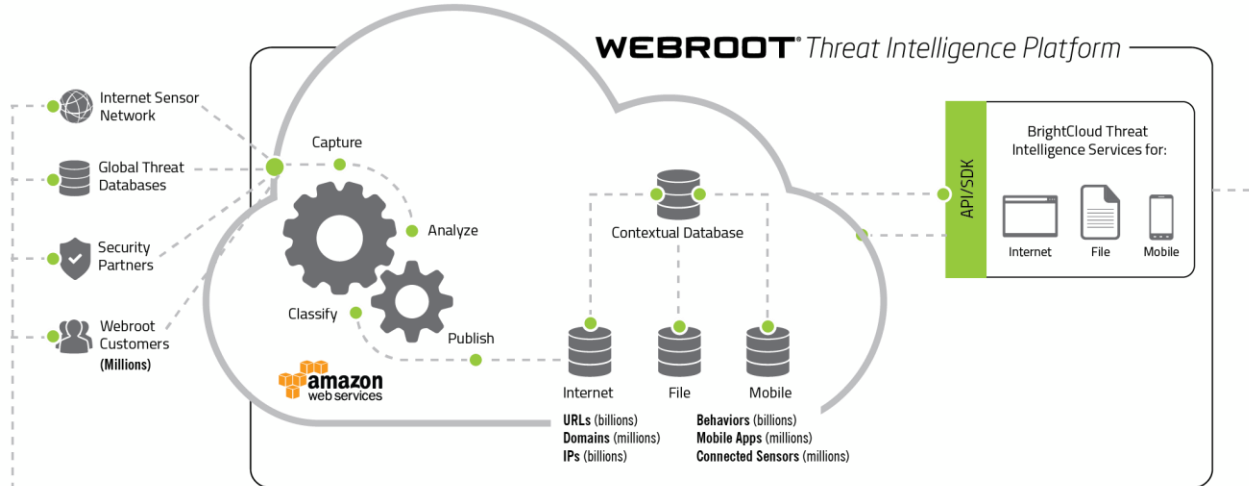 WEBROOT® Threat Intelligence Platform
Internet Sensor
Network
Global Threat
Databases
Security
Partners
Webroot
Customers
(Millions)
Capture
Analyze
Classify
Publish
amazon
web services
Contextual Database
Internet
File
Mobile
URLs (billions)
Domains (millions)
IPs (billions)
Behaviors (billions)
Mobile Apps (millions)
Connected Sensors (millions)
API/SDK
BrightCloud Threat
Intelligence Services for:
Internet
File
Mobile